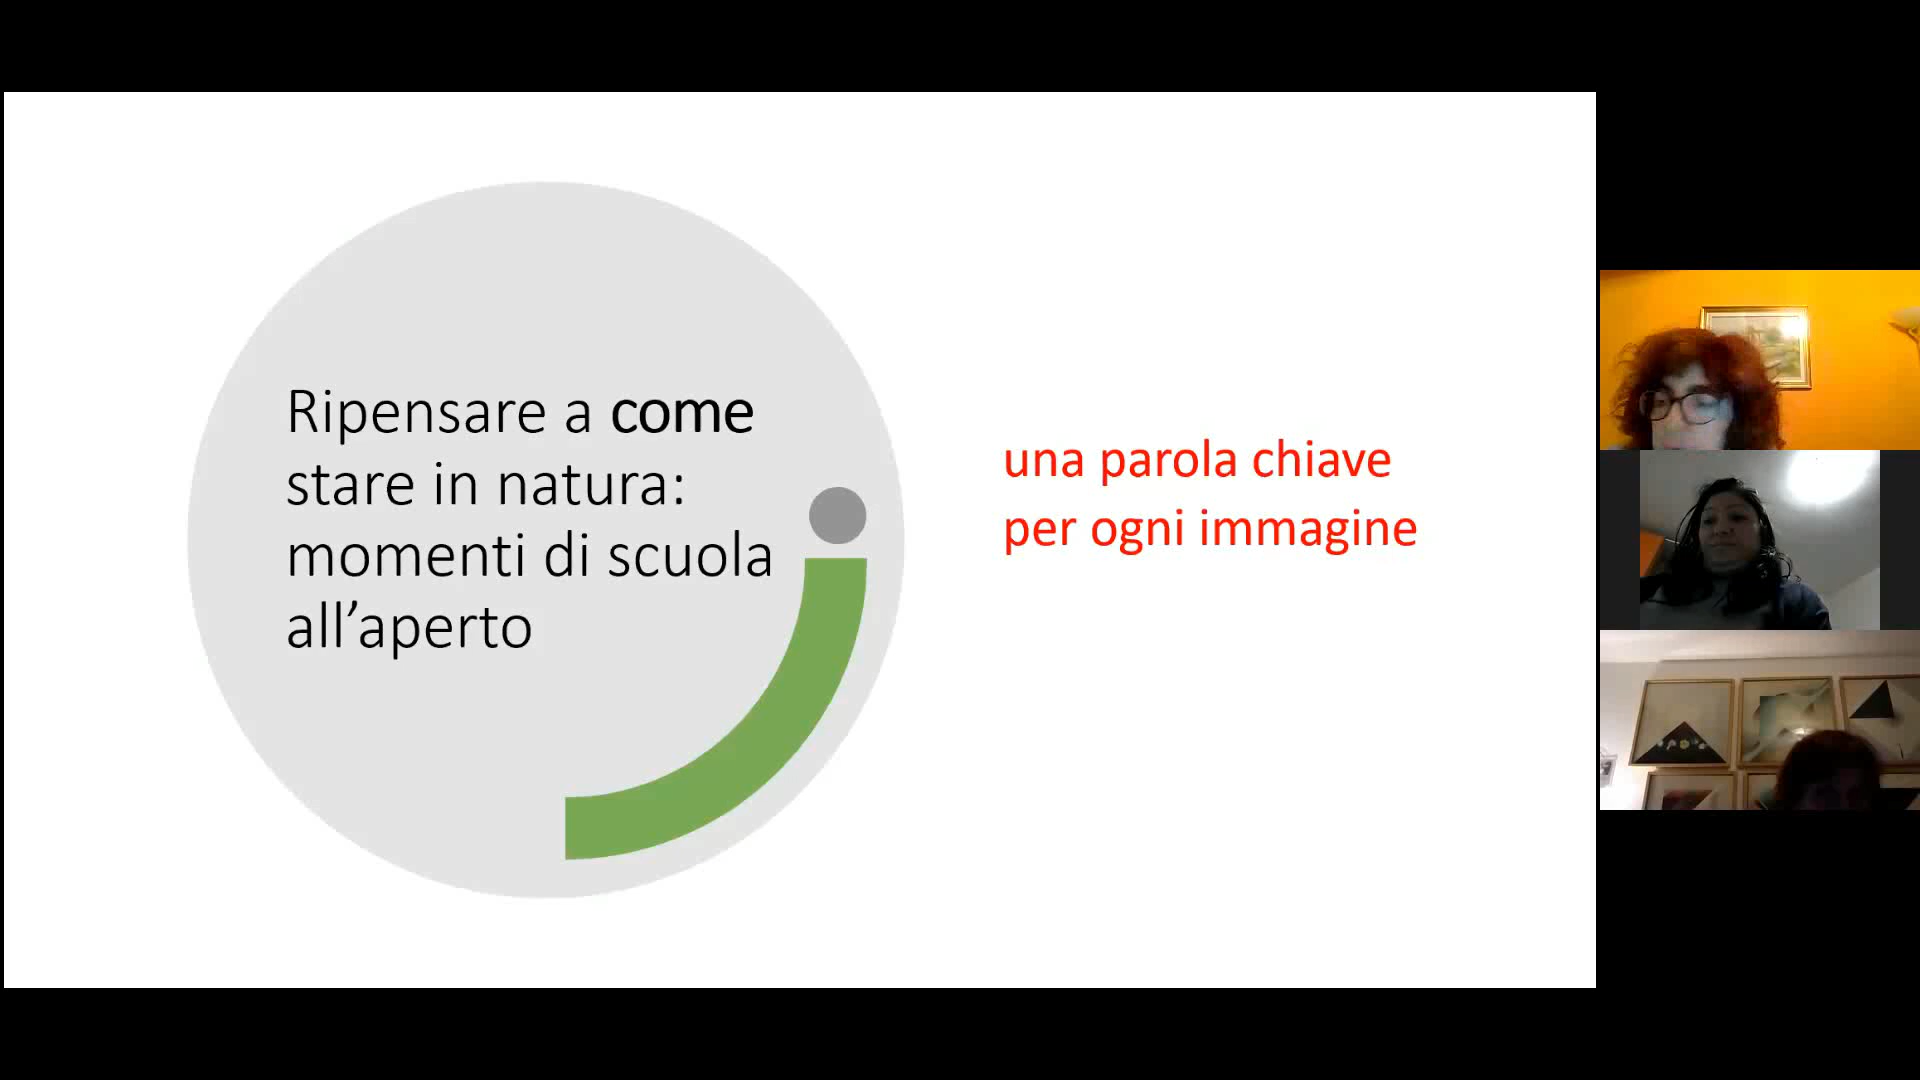 Ripensare a come
stare in natura:
momenti di scuola
all’aperto
una parola chiave
per ogni immagine